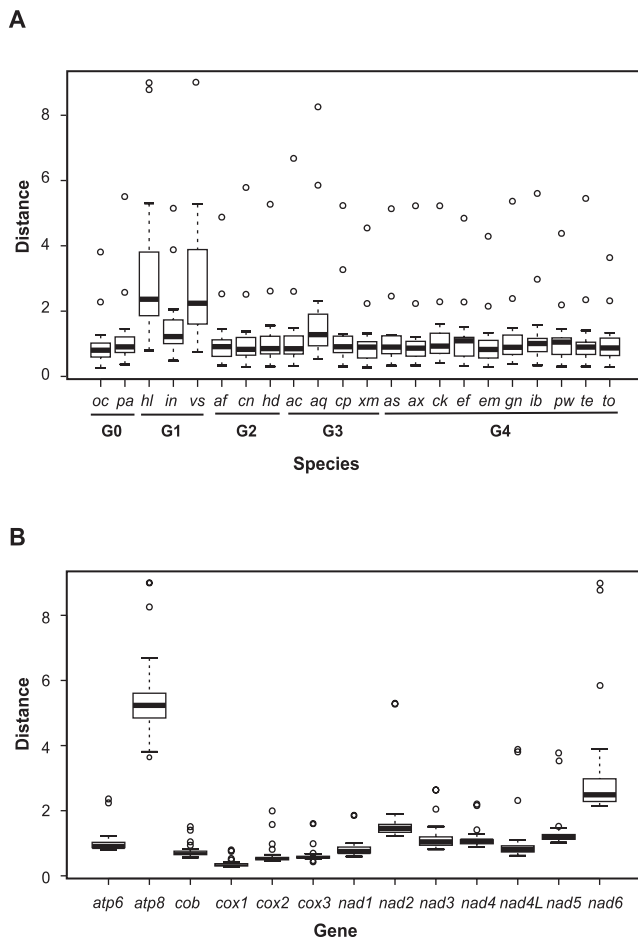 A
8
6
4
2
0
Distance
oc pa hl in vs af cn hd ac aq cp xm as ax ck ef em gn ib pw te to
G0 G1 G2 G3 G4
Species
B
8
6
4
2
0
Distance
atp6 atp8 cob cox1 cox2 cox3 nad1 nad2 nad3 nad4 nad4L nad5 nad6
Gene